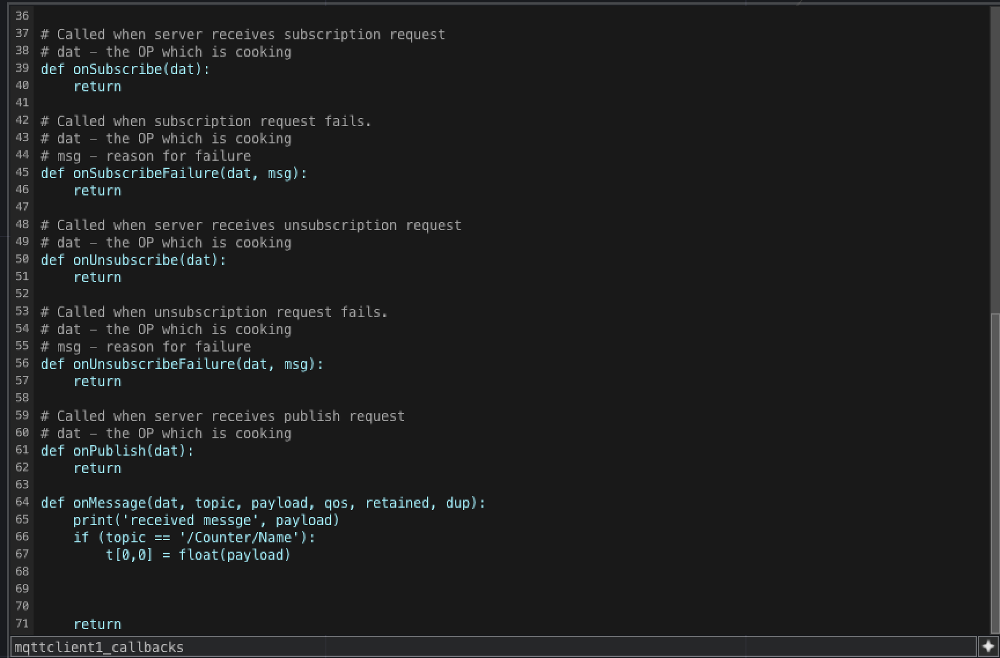 36
37 # Called when server receives subscription request
38 # dat - the OP which is cooking
39 def onSubscribe(dat):
40     return
41
42 # Called when subscription request fails.
43 # dat - the OP which is cooking
44 # msg - reason for failure
45 def onSubscribeFailure(dat, msg):
46     return
47
48 # Called when server receives unsubscription request
49 # dat - the OP which is cooking
50 def onUnsubscribe(dat):
51     return
52
53 # Called when unsubscription request fails.
54 # dat - the OP which is cooking
55 # msg - reason for failure
56 def onUnsubscribeFailure(dat, msg):
57     return
58
59 # Called when server receives publish request
60 # dat - the OP which is cooking
61 def onPublish(dat):
62     return
63
64 def onMessage(dat, topic, payload, qos, retained, dup):
65     print('received messge', payload)
66     if (topic == '/Counter/Name'):
67         t[0,0] = float(payload)
68
69
70
71     return
mqttclient1_callbacks